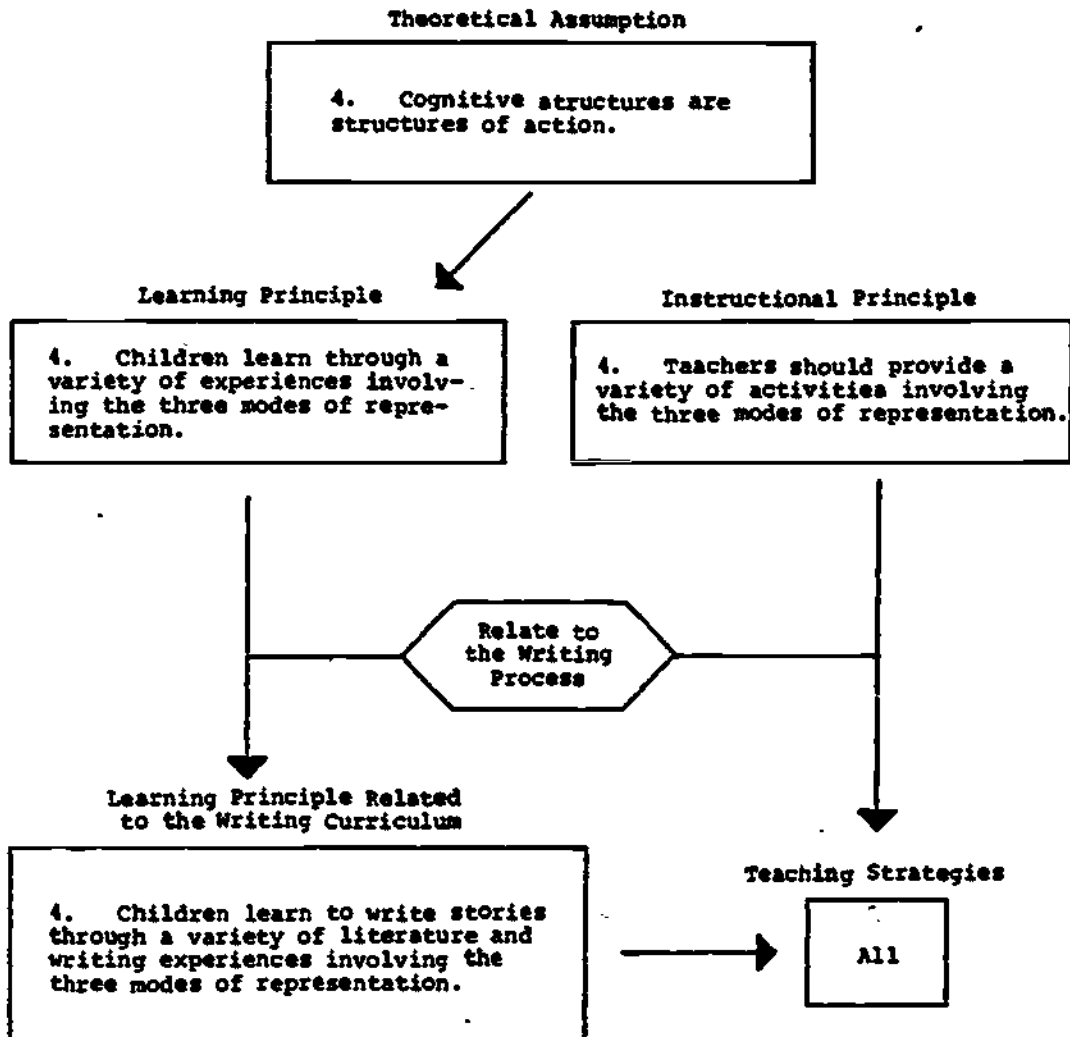 Theoretical Assumption
4. Cognitive structures are
structures of action.
Learning Principle
4. Children learn through a
variety of experiences involv-
ing the three modes of repre-
sentation.
Instructional Principle
4. Taachers should provide a
variety of activities involving
the three modes of representation.
Relate to
the Writing
Process
Learning Principle Related
to the Writing Curriculum
4. Children learn to write stories
through a variety of literature and
writing experiences involving the
three modes of representation.
Teaching Strategies
All